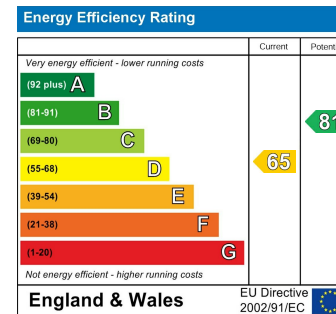 Energy Efficiency Rating
Current Potent
Very energy efficient - lower running costs
(92 plus) A
(81-91) B
(69-80) C
(55-68) D
(39-54) E
(21-38) F
(1-20) G
65
81
Not energy efficient - higher running costs
England & Wales
EU Directive
2002/91/EC